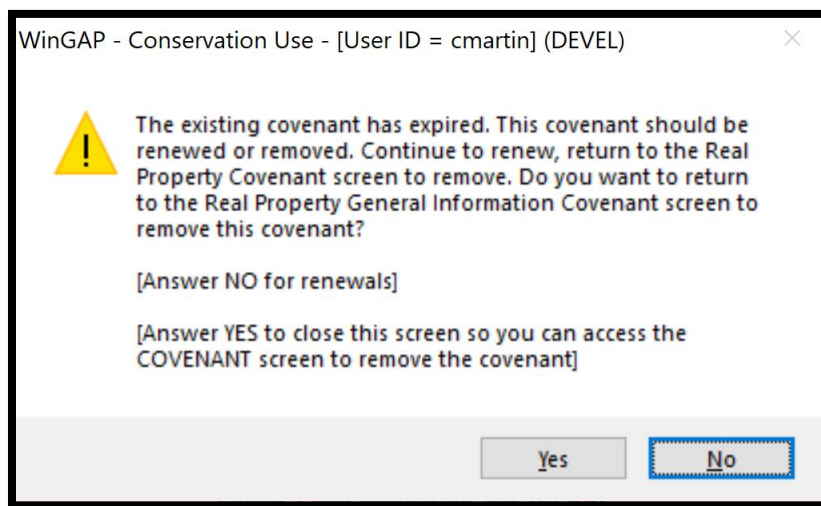 WinGAP - Conservation Use - [User ID = cmartin] (DEVEL)
The existing covenant has expired. This covenant should be
renewed or removed. Continue to renew, return to the Real
Property Covenant screen to remove. Do you want to return
to the Real Property General Information Covenant screen to
remove this covenant?
[Answer NO for renewals]
[Answer YES to close this screen so you can access the
COVENANT screen to remove the covenant]
Yes
No